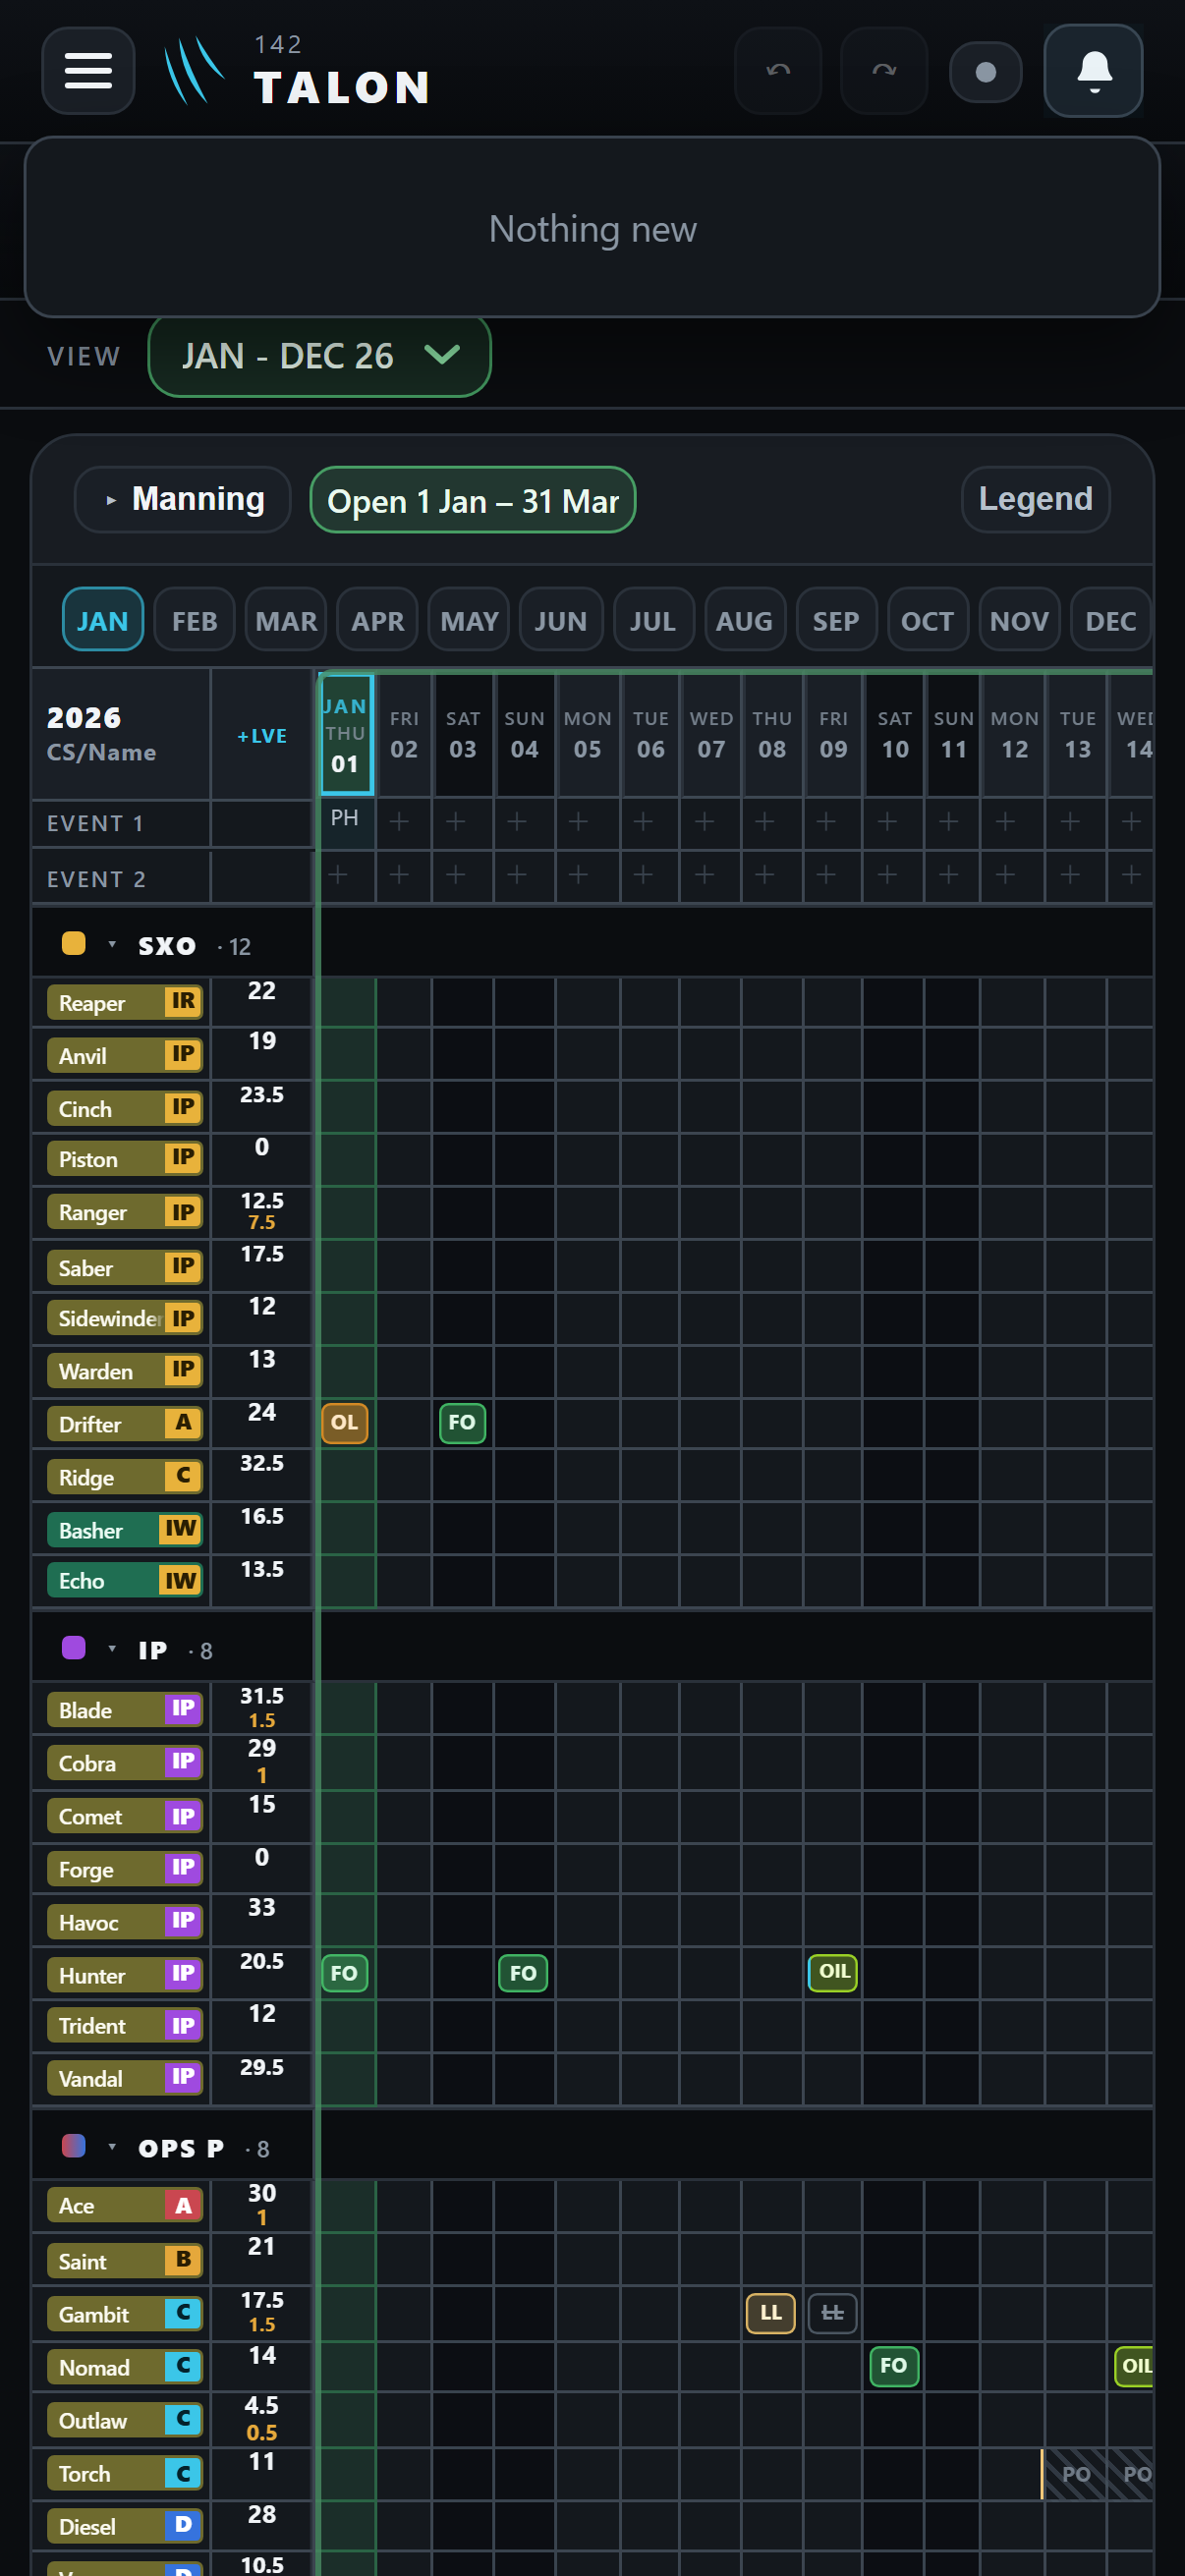 142
TALON
Nothing new
VIEW JAN - DEC 26
▸ Manning Open 1 Jan – 31 Mar Legend
JAN FEB MAR APR MAY JUN JUL AUG SEP OCT NOV DEC
2026 CS/Name +LVE JAN THU 01 FRI 02 SAT 03 SUN 04 MON 05 TUE 06 WED 07 THU 08 FRI 09 SAT 10 SUN 11 MON 12 TUE 13 WED 14
EVENT 1 PH + + + + + + + + + + + + +
EVENT 2 + + + + + + + + + + + + + +
▾ SXO · 12
Reaper IR 22
Anvil IP 19
Cinch IP 23.5
Piston IP 0
Ranger IP 12.5
7.5
Saber IP 17.5
Sidewinder IP 12
Warden IP 13
Drifter A 24 OL FO
Ridge C 32.5
Basher IW 16.5
Echo IW 13.5
▾ IP · 8
Blade IP 31.5
1.5
Cobra IP 29
1
Comet IP 15
Forge IP 0
Havoc IP 33
Hunter IP 20.5 FO FO OIL
Trident IP 12
Vandal IP 29.5
▾ OPS P · 8
Ace A 30
1
Saint B 21
Gambit C 17.5 LL LL
1.5
Nomad C 14 FO OIL
Outlaw C 4.5
0.5
Torch C 11 PO PO
Diesel D 28
D 10.5